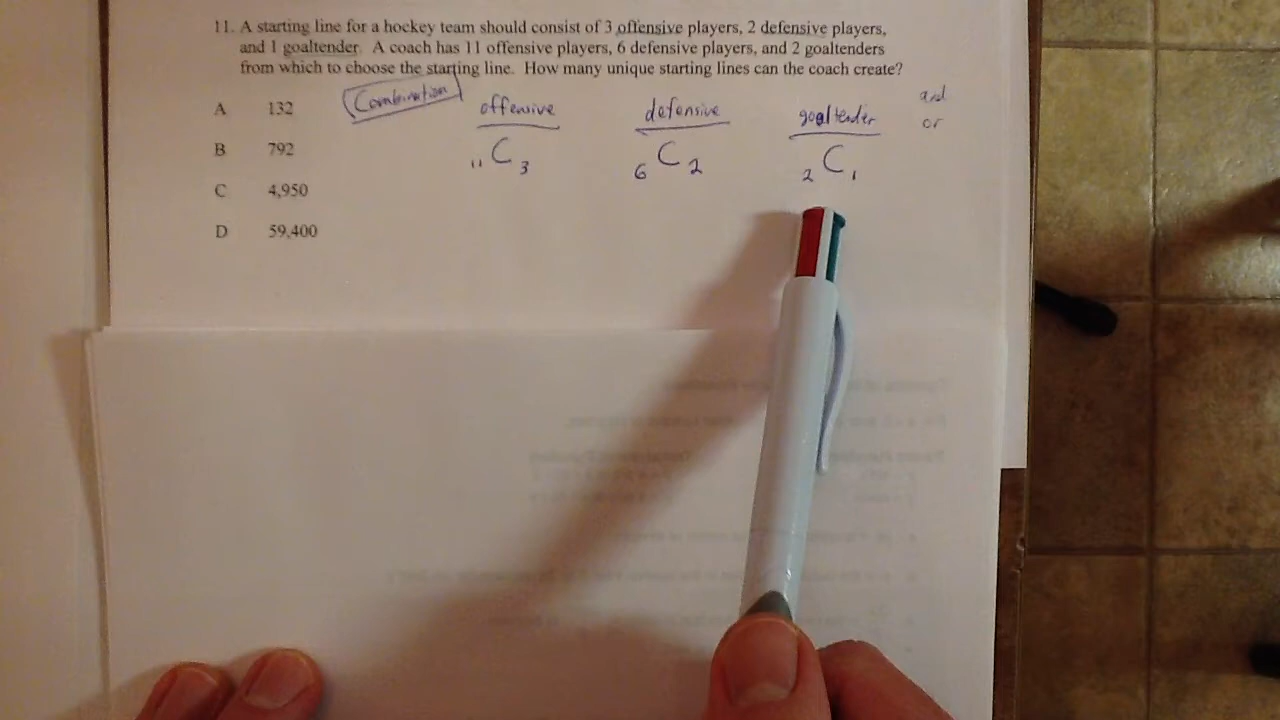 11. A starting line for a hockey team should consist of 3 offensive players, 2 defensive players,
and 1 goaltender. A coach has 11 offensive players, 6 defensive players, and 2 goaltenders
from which to choose the starting line. How many unique starting lines can the coach create?
Combination
offensive defensive goaltender and
or
A 132
B 792
C 4,950
D 59,400
11C3 6C2 2C1